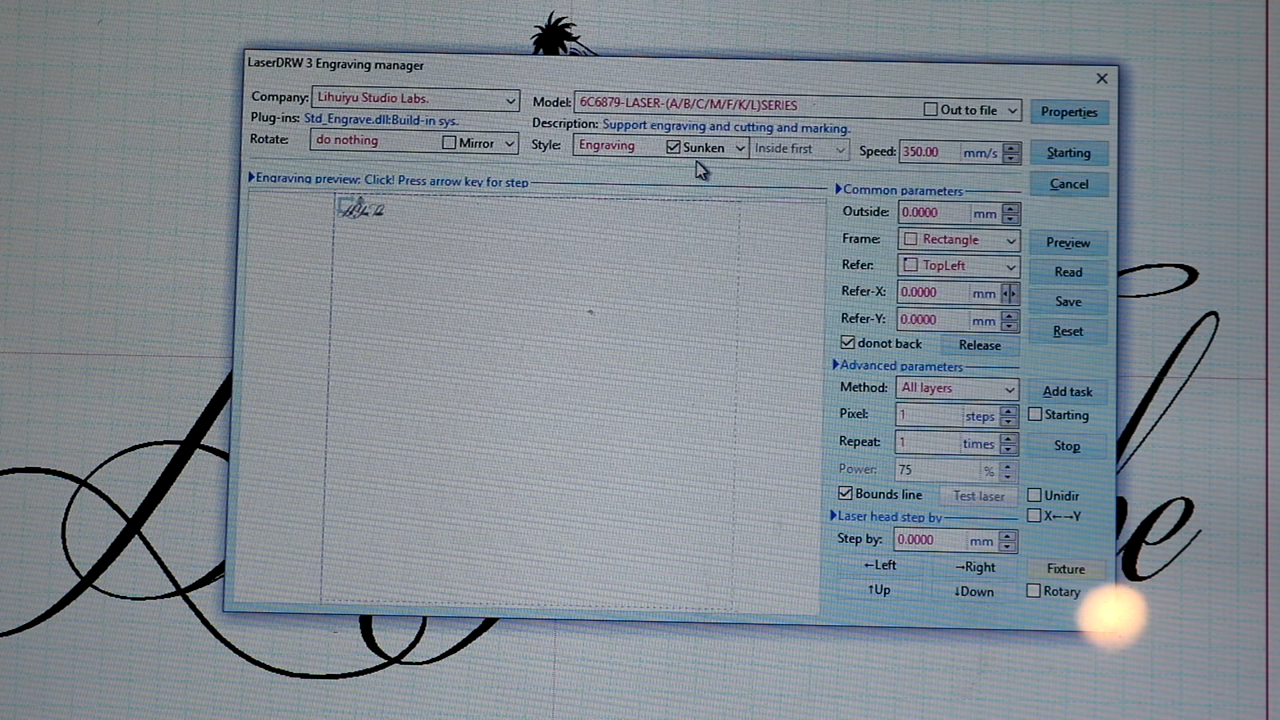 LaserDRW 3 Engraving manager
Company: Lihuiyu Studio Labs. Model: 6C6879-LASER-(A/B/C/M/F/K/L)SERIES Out to file Properties
Plug-ins: Std_Engrave.dll:Build-in sys. Description: Support engraving and cutting and marking.
Rotate: do nothing Mirror Style: Engraving Sunken Inside first Speed: 350.00 mm/s Starting
Engraving preview: Click! Press arrow key for step Common parameters Cancel
Outside: 0.0000 mm
Frame: Rectangle Preview
Refer: TopLeft Read
Refer-X: 0.0000 mm Save
Refer-Y: 0.0000 mm Reset
donot back Release
Advanced parameters
Method: All layers Add task
Pixel: 1 steps Starting
Repeat: 1 times Stop
Power: 75 %
Bounds line Test laser Unidir
Laser head step by X←→Y
Step by: 0.0000 mm
←Left →Right Fixture
↑Up ↓Down Rotary